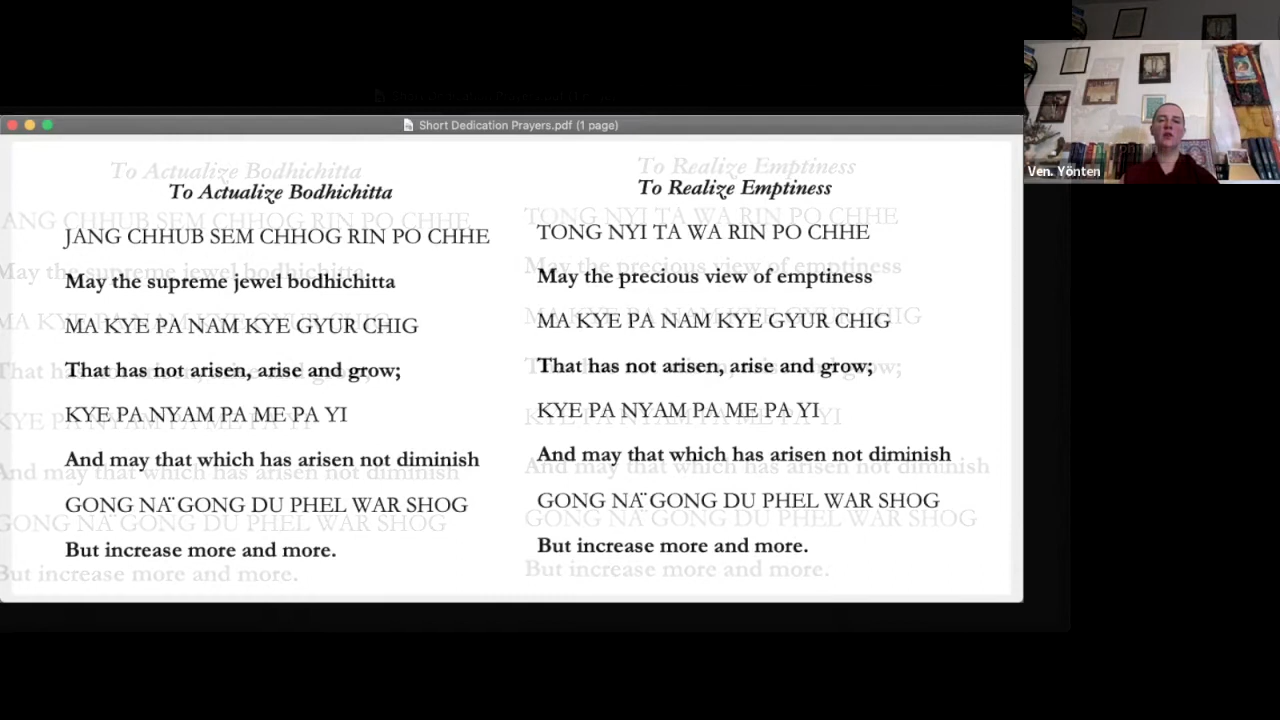 Short Dedication Prayers.pdf (1 page)
To Actualize Bodhichitta
JANG CHHUB SEM CHHOG RIN PO CHHE
May the supreme jewel bodhichitta
MA KYE PA NAM KYE GYUR CHIG
That has not arisen, arise and grow;
KYE PA NYAM PA ME PA YI
And may that which has arisen not diminish
GONG NÄ GONG DU PHEL WAR SHOG
But increase more and more.
To Realize Emptiness
TONG NYI TA WA RIN PO CHHE
May the precious view of emptiness
MA KYE PA NAM KYE GYUR CHIG
That has not arisen, arise and grow;
KYE PA NYAM PA ME PA YI
And may that which has arisen not diminish
GONG NÄ GONG DU PHEL WAR SHOG
But increase more and more.
Ven. Yönten